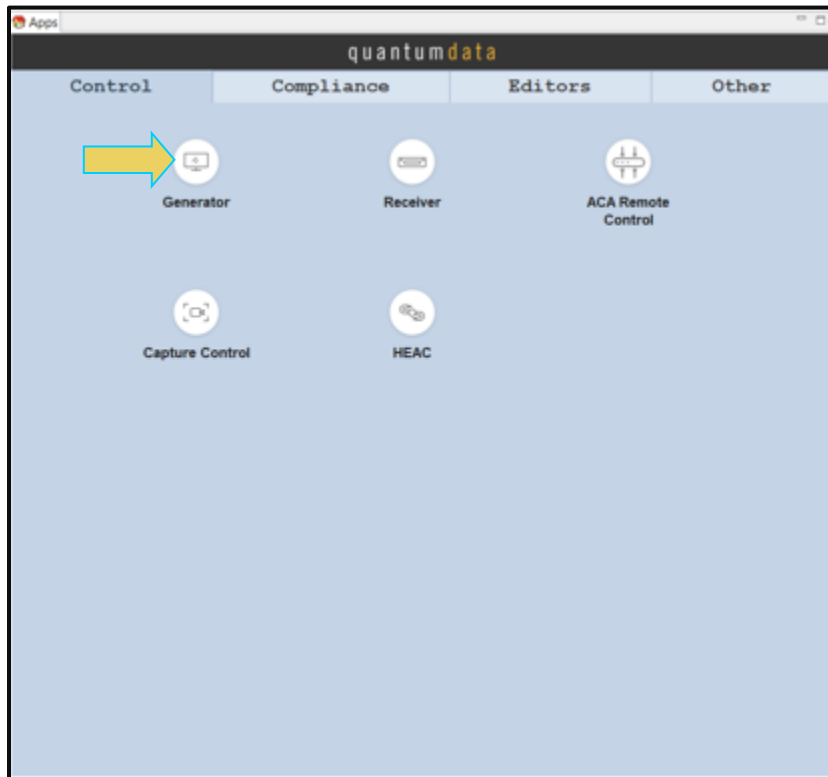 Apps
quantumdata
Control Compliance Editors Other
Generator Receiver ACA Remote
Control
Capture Control HEAC